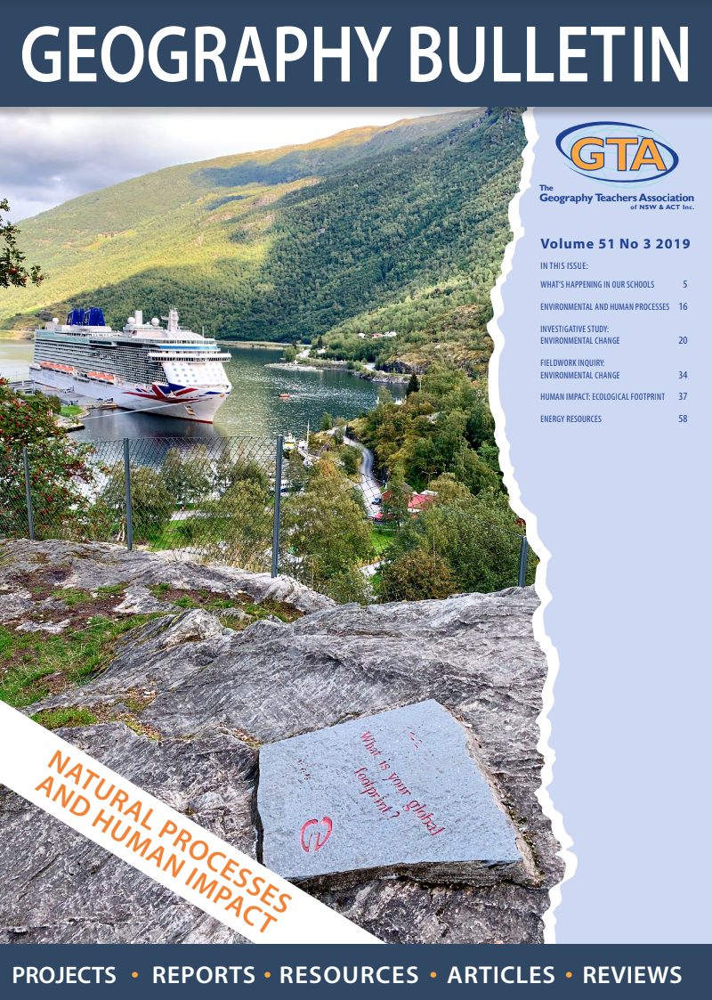 GEOGRAPHY BULLETIN
GTA
The
Geography Teachers Association
of NSW & ACT Inc.
Volume 51 No 3 2019
IN THIS ISSUE:
WHAT'S HAPPENING IN OUR SCHOOLS 5
ENVIRONMENTAL AND HUMAN PROCESSES 16
INVESTIGATIVE STUDY:
ENVIRONMENTAL CHANGE 20
FIELDWORK INQUIRY:
ENVIRONMENTAL CHANGE 34
HUMAN IMPACT: ECOLOGICAL FOOTPRINT 37
ENERGY RESOURCES 58
What is your global
footprint?
NATURAL PROCESSES
AND HUMAN IMPACT
PROJECTS • REPORTS • RESOURCES • ARTICLES • REVIEWS